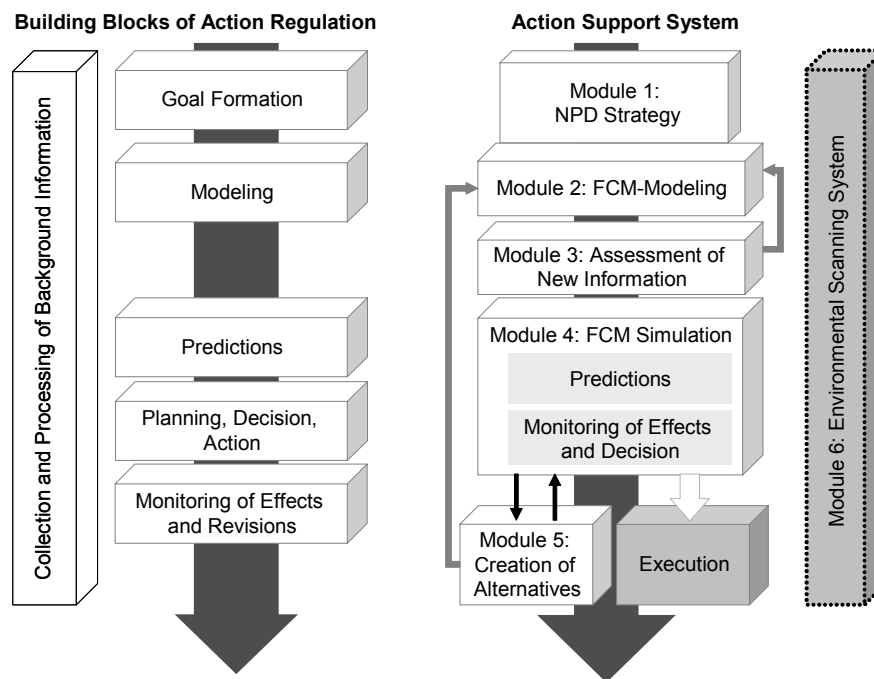 Building Blocks of Action Regulation
Collection and Processing of Background Information
Goal Formation
Modeling
Predictions
Planning, Decision,
Action
Monitoring of Effects
and Revisions
Action Support System
Module 1:
NPD Strategy
Module 2: FCM-Modeling
Module 3: Assessment of
New Information
Module 4: FCM Simulation
Predictions
Monitoring of Effects
and Decision
Module 5:
Creation of
Alternatives
Execution
Module 6: Environmental Scanning System